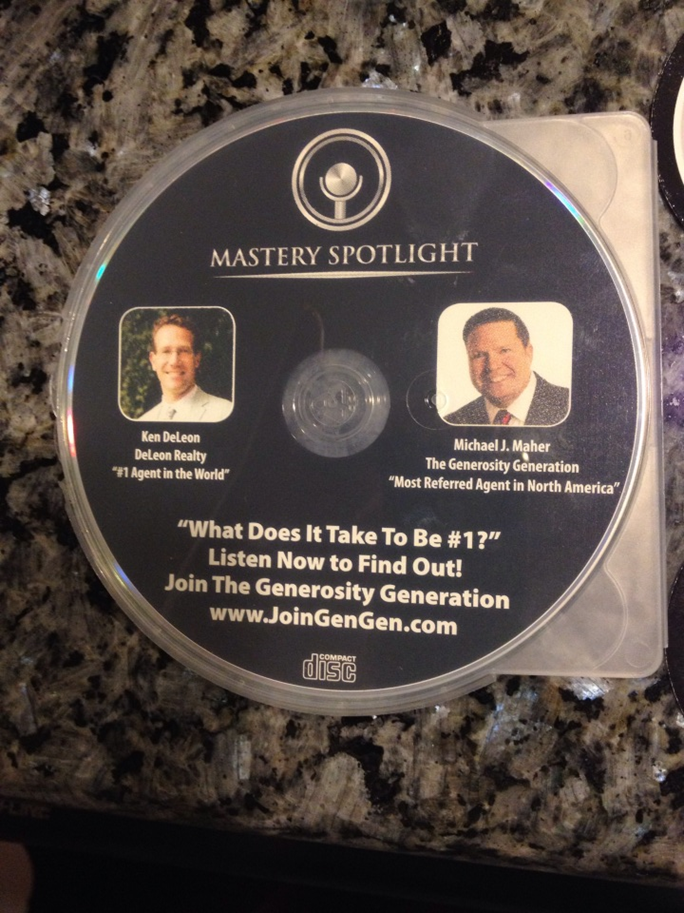 MASTERY SPOTLIGHT
Ken DeLeon
DeLeon Realty
"#1 Agent in the World"
Michael J. Maher
The Generosity Generation
"Most Referred Agent in North America"
"What Does It Take To Be #1?"
Listen Now to Find Out!
Join The Generosity Generation
www.JoinGenGen.com
COMPACT
disc